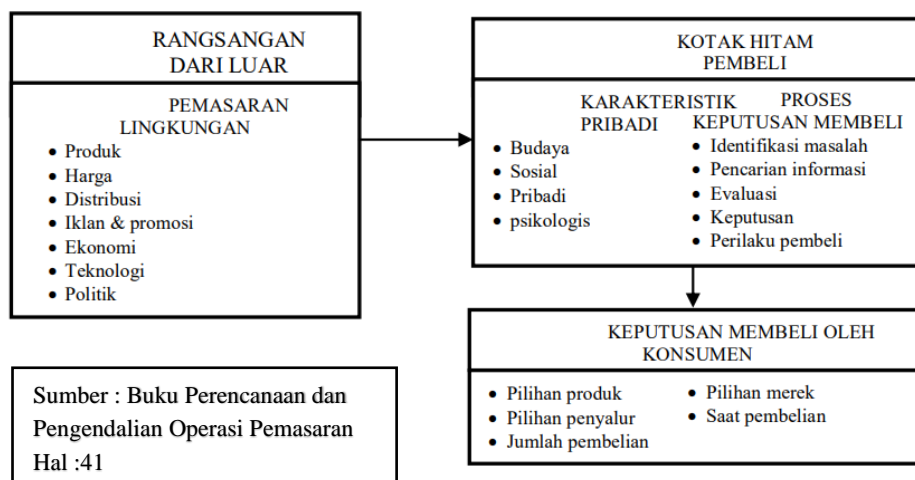 RANGSANGAN
DARI LUAR
PEMASARAN
LINGKUNGAN
• Produk
• Harga
• Distribusi
• Iklan & promosi
• Ekonomi
• Teknologi
• Politik
KOTAK HITAM
PEMBELI
KARAKTERISTIK
PRIBADI
• Budaya
• Sosial
• Pribadi
• psikologis
PROSES
KEPUTUSAN MEMBELI
• Identifikasi masalah
• Pencarian informasi
• Evaluasi
• Keputusan
• Perilaku pembeli
KEPUTUSAN MEMBELI OLEH
KONSUMEN
• Pilihan produk
• Pilihan penyalur
• Jumlah pembelian
• Pilihan merek
• Saat pembelian
Sumber : Buku Perencanaan dan
Pengendalian Operasi Pemasaran
Hal :41